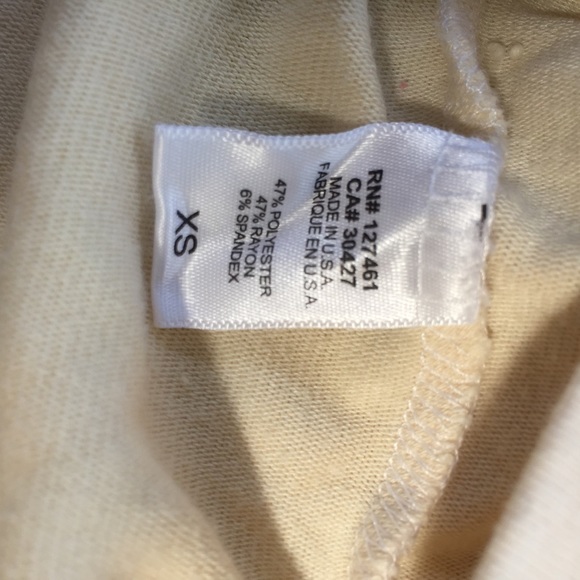 RN# 127461
CA# 30427
MADE IN U.S.A.
FABRIQUE EN U.S.A.
47% POLYESTER
47% RAYON
6% SPANDEX
XS